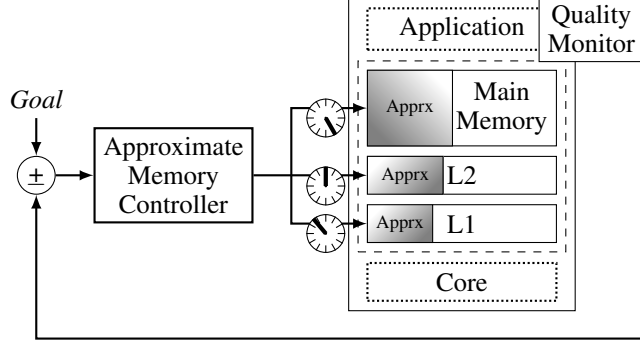 Application
Quality
Monitor
Goal
±
Approximate
Memory
Controller
Apprx
Main
Memory
Apprx
L2
Apprx
L1
Core